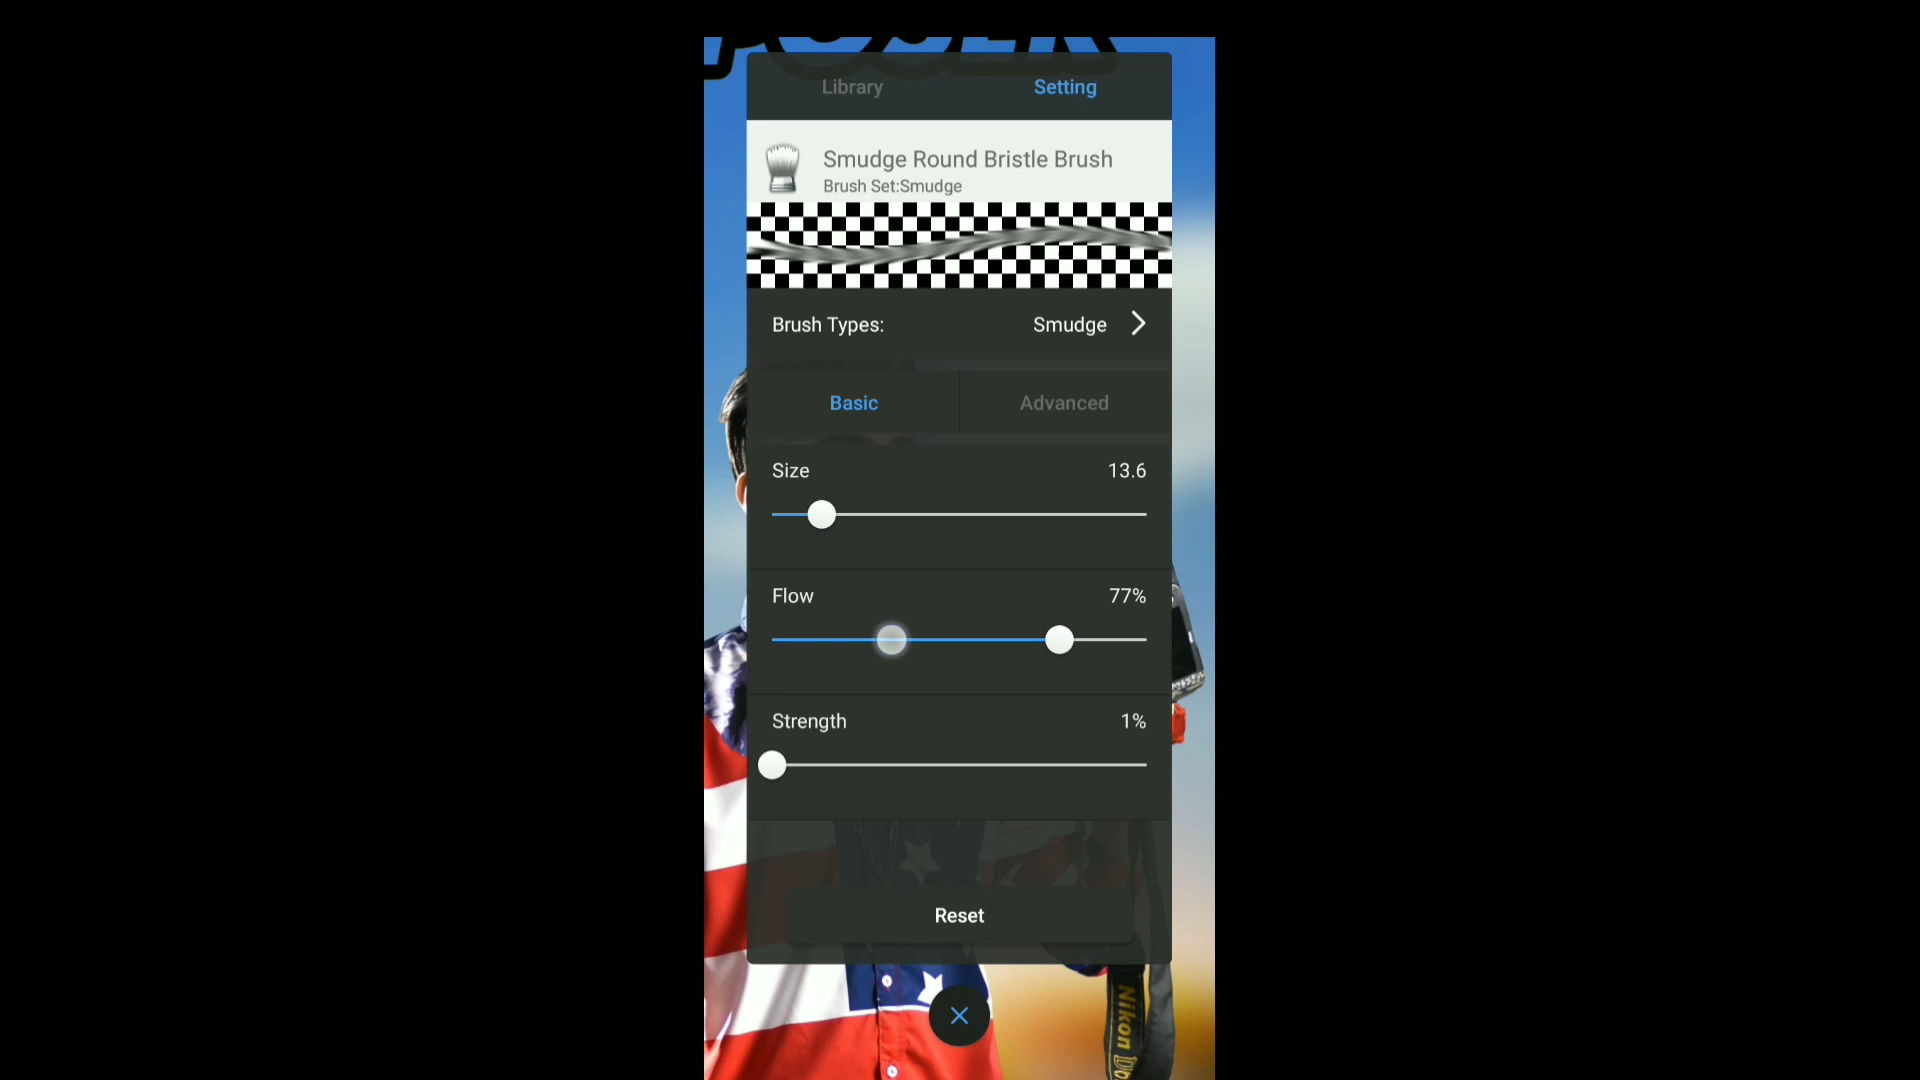 Library
Setting
Smudge Round Bristle Brush
Brush Set:Smudge
Brush Types:
Smudge
Basic
Advanced
Size
13.6
Flow
77%
Strength
1%
Reset
Nikon